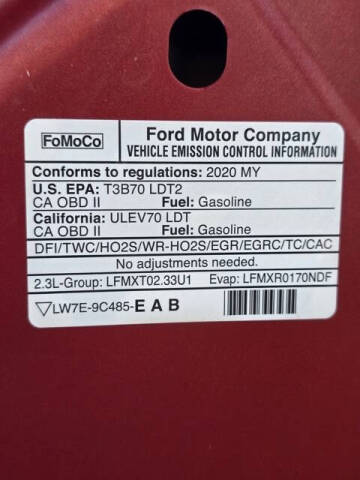 FoMoCo
Ford Motor Company
VEHICLE EMISSION CONTROL INFORMATION
Conforms to regulations: 2020 MY
U.S. EPA: T3B70 LDT2
CA OBD II Fuel: Gasoline
California: ULEV70 LDT
CA OBD II Fuel: Gasoline
DFI/TWC/HO2S/WR-HO2S/EGR/EGRC/TC/CAC
No adjustments needed.
2.3L-Group: LFMXT02.33U1 Evap: LFMXR0170NDF
▽LW7E-9C485-E A B